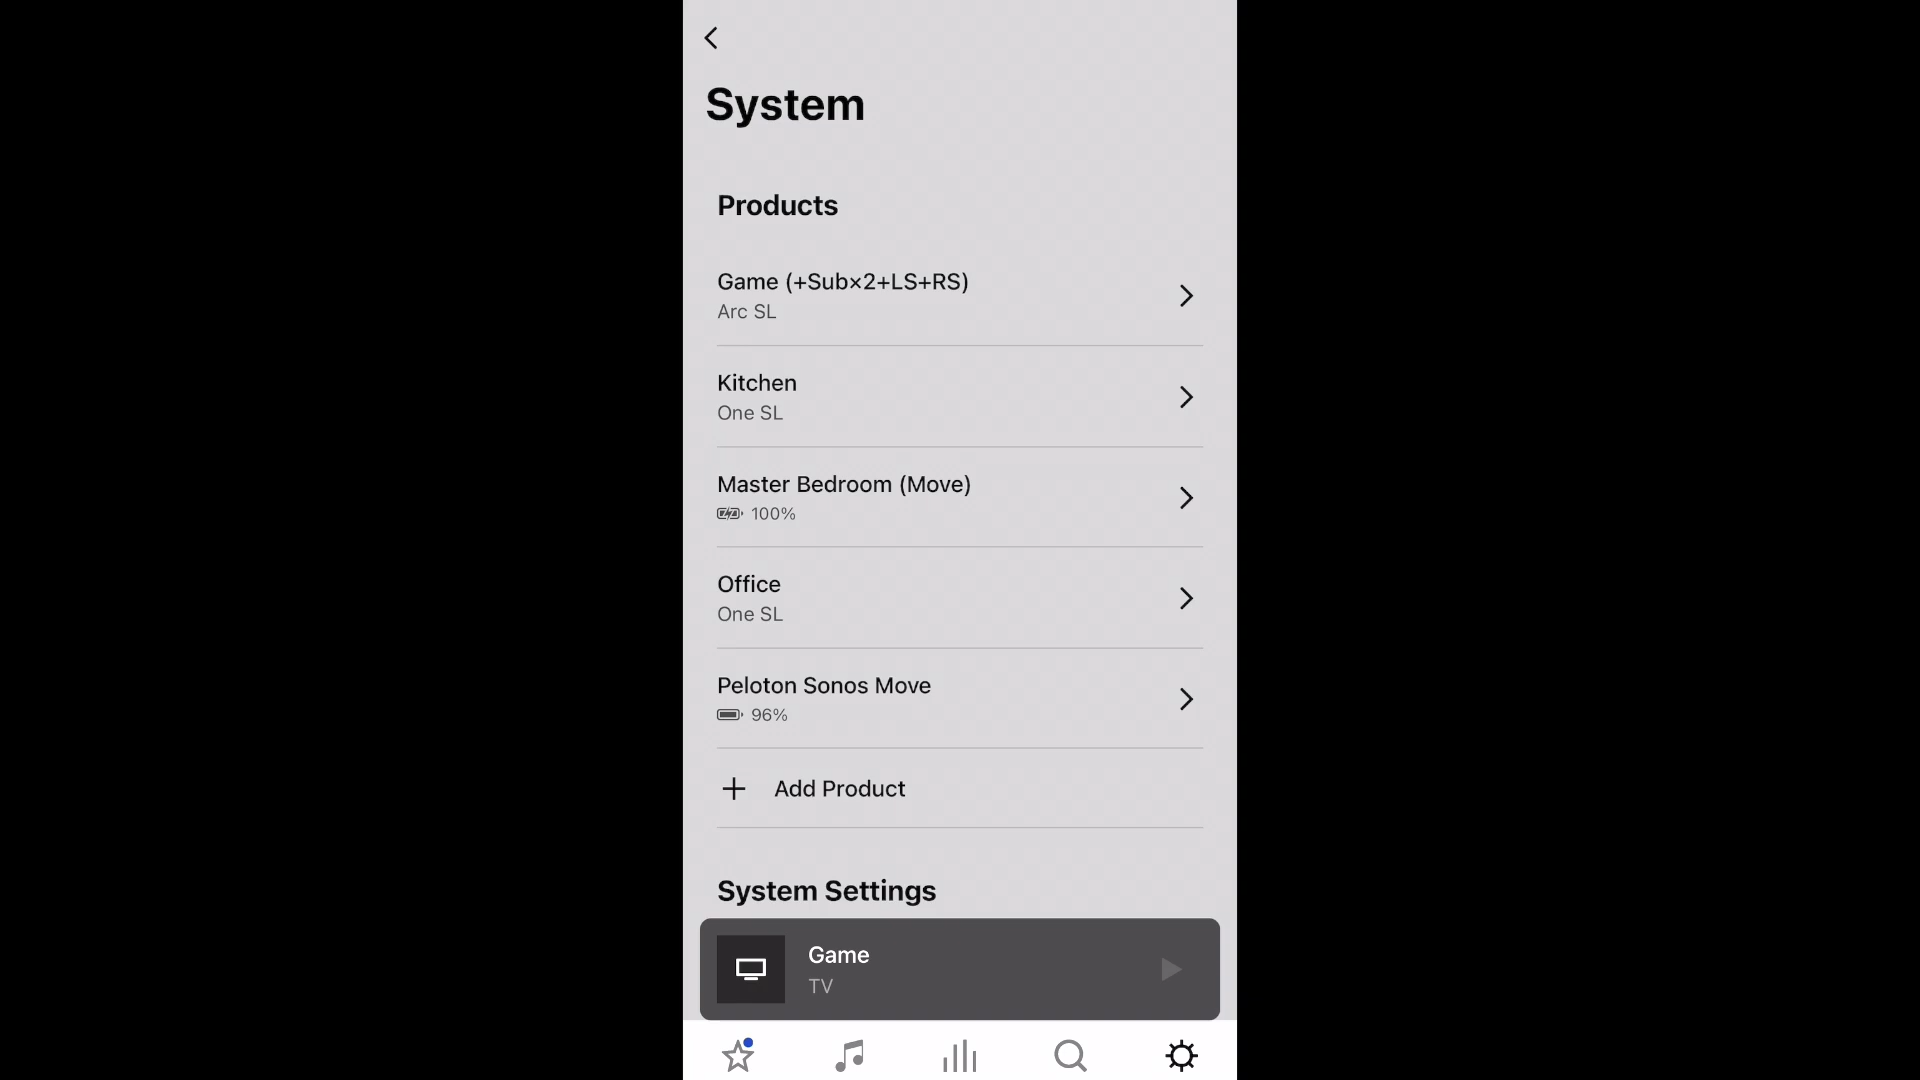 System
Products
Game (+Sub×2+LS+RS)
Arc SL
Kitchen
One SL
Master Bedroom (Move)
100%
Office
One SL
Peloton Sonos Move
96%
Add Product
System Settings
Game
TV